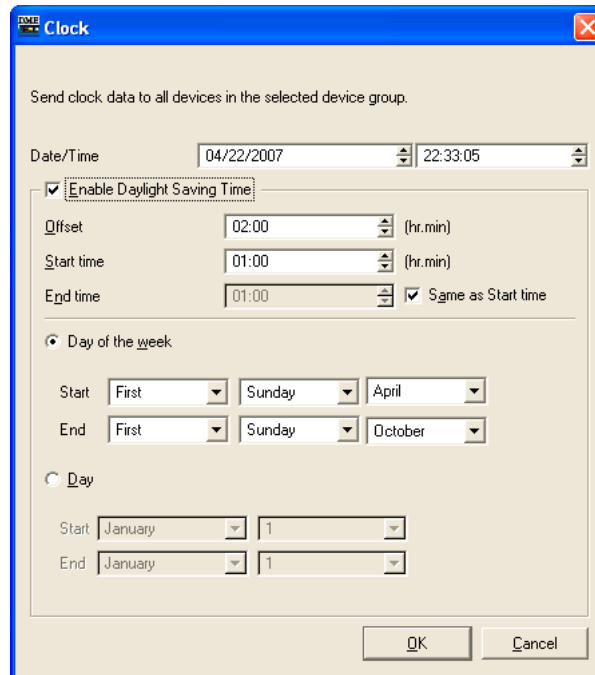 DME Clock
Send clock data to all devices in the selected device group.
Date/Time 04/22/2007 22:33:05
Enable Daylight Saving Time
Offset 02:00 (hr.min)
Start time 01:00 (hr.min)
End time 01:00 Same as Start time
Day of the week
Start First Sunday April
End First Sunday October
Day
Start January 1
End January 1
OK Cancel